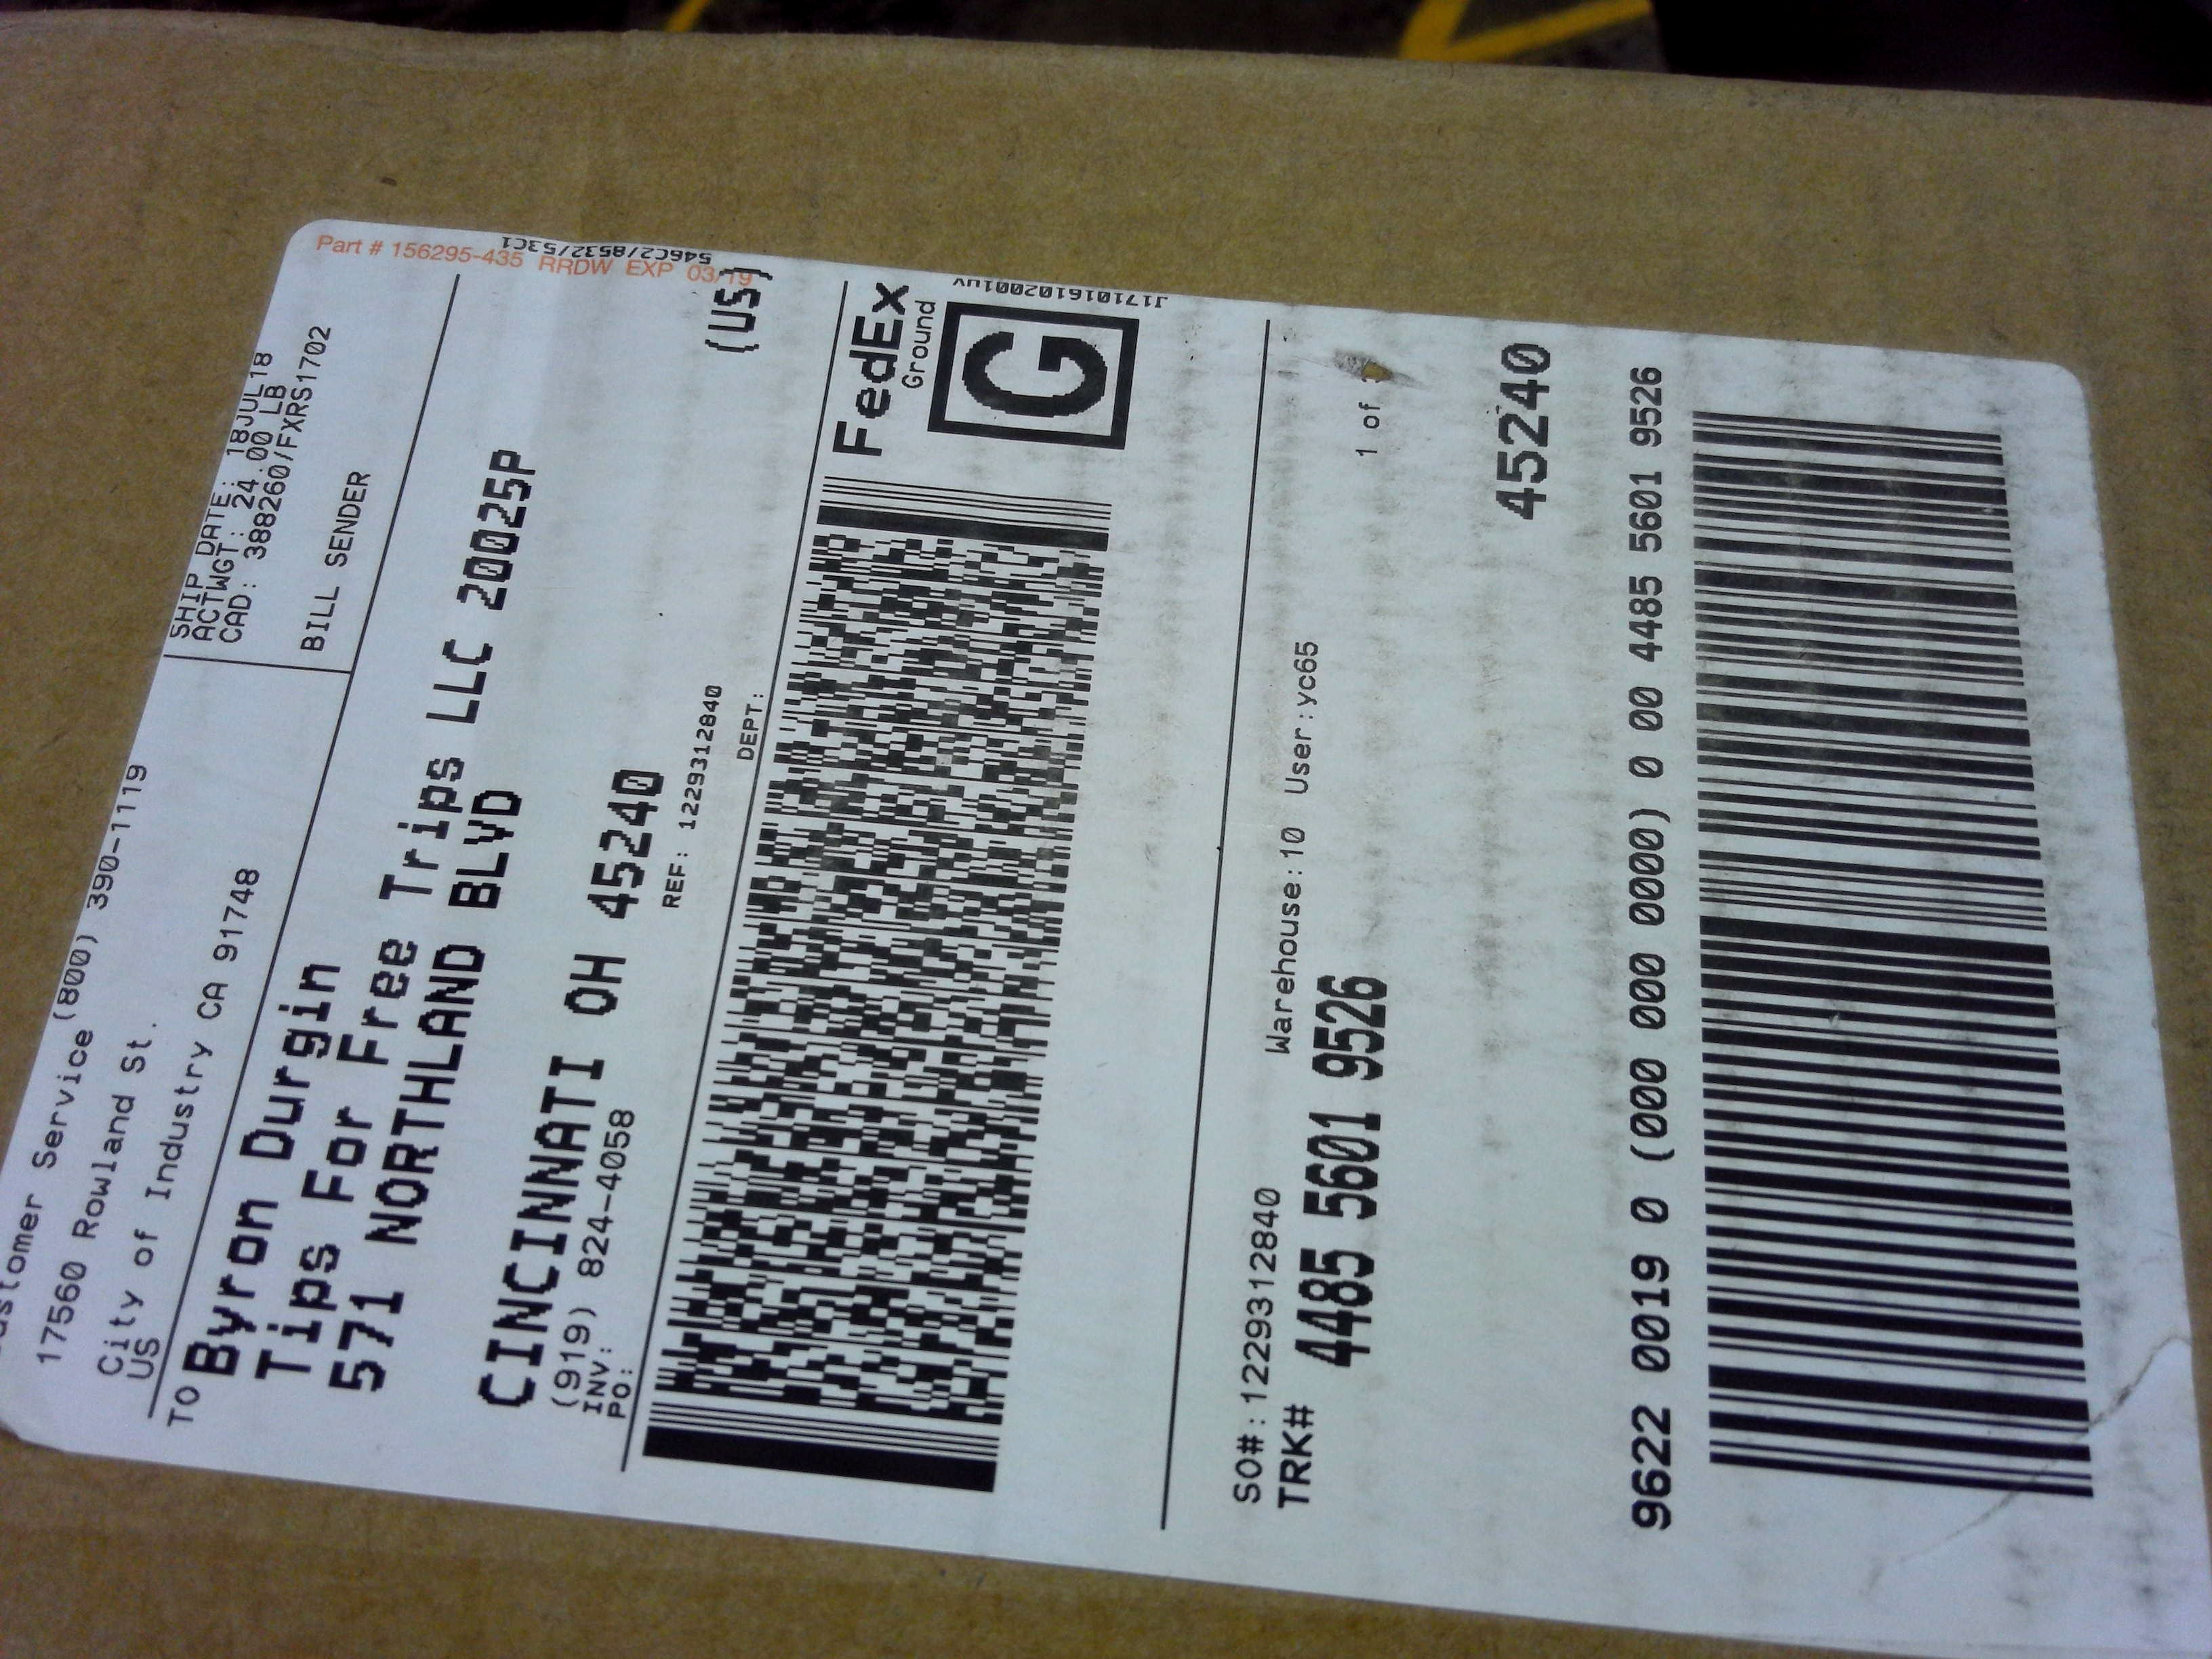 Service (800) 390-1119
17560 Rowland St.
City of Industry CA 91748
US
SHIP DATE: 18JUL18
ACTWGT: 24.00 LB
CAD: 388260/FXRS1702
BILL SENDER
TO Byron Durgin
Tips For Free Trips LLC 20025P
571 NORTHLAND BLVD
CINCINNATI OH 45240
(US)
(919) 824-4058
REF: 12293128​40
INV:
PO:
DEPT:
FedEx
Ground
G
Part # 156295-435 RRDW EXP 03/19
546C2/8532/53C1
J171016102001uv
SO#:1229312840 Warehouse:10 User:yc65
TRK# 4485 5601 9526
1 of
45240
9622 0019 0 (000 000 0000) 0 00 4485 5601 9526